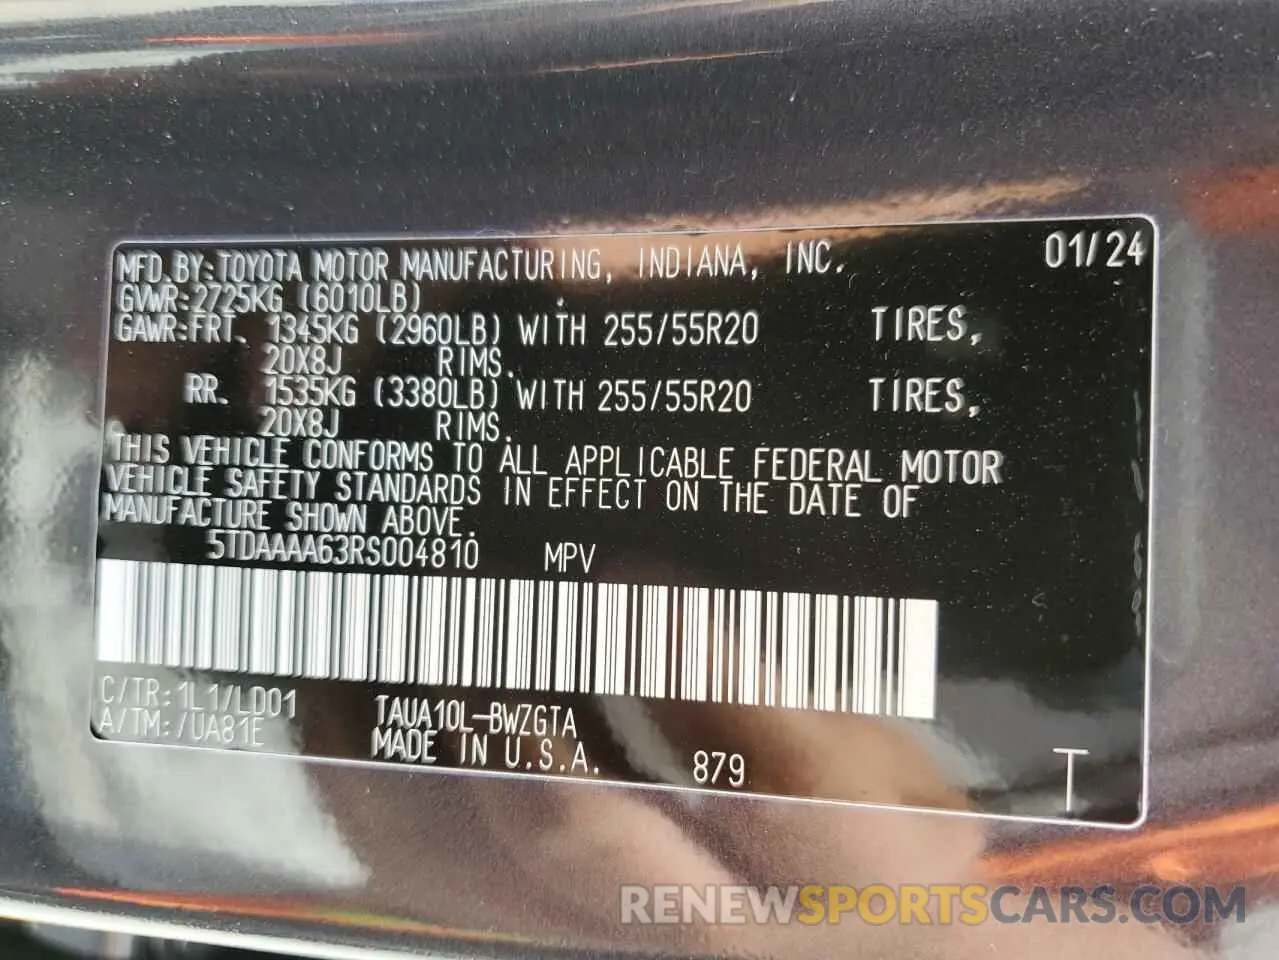 MFD.BY:TOYOTA MOTOR MANUFACTURING, INDIANA, INC. 01/24
GVWR:2725KG (6010LB)
GAWR:FRT. 1345KG (2960LB) WITH 255/55R20 TIRES,
20X8J RIMS.
RR. 1535KG (3380LB) WITH 255/55R20 TIRES,
20X8J RIMS.
THIS VEHICLE CONFORMS TO ALL APPLICABLE FEDERAL MOTOR
VEHICLE SAFETY STANDARDS IN EFFECT ON THE DATE OF
MANUFACTURE SHOWN ABOVE.
5TDAAAA63RS004810 MPV
C/TR:1L1/LD01 TAUA10L-BWZGTA
A/TM:/UA81E MADE IN U.S.A. 879 T
RENEWSPORTSCARS.COM